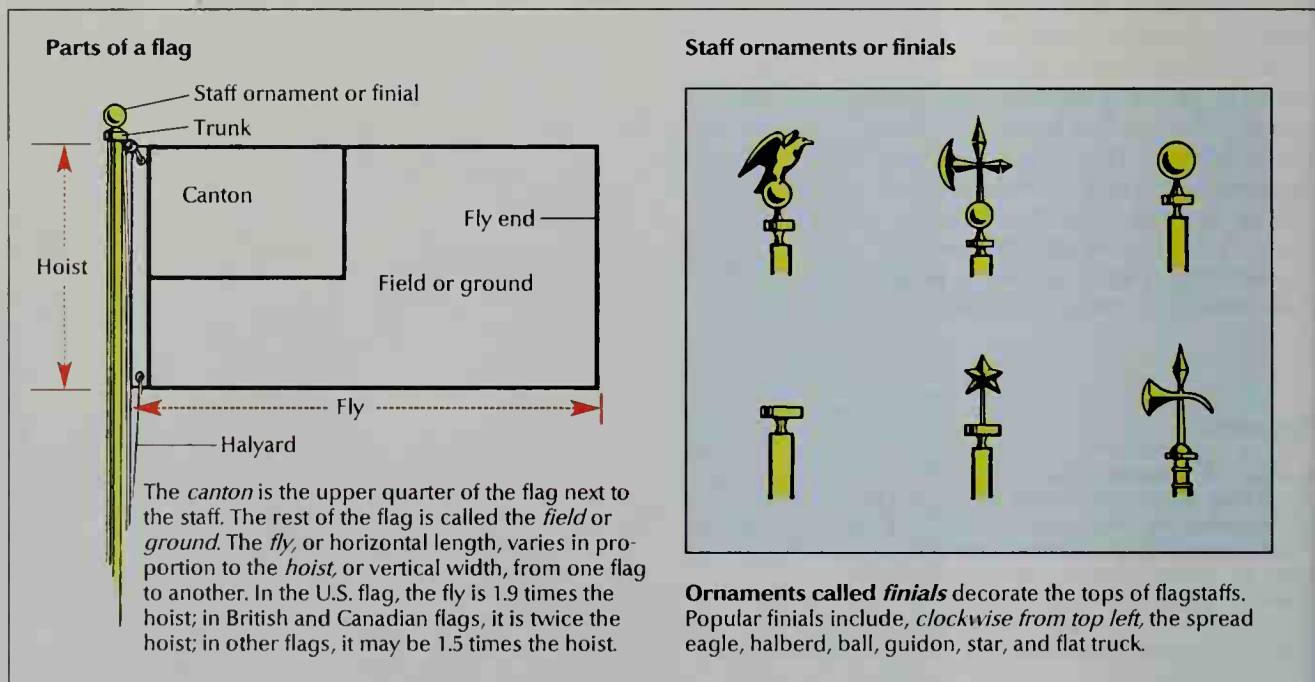 Parts of a flag
Staff ornament or finial
Trunk
Canton
Fly end
Hoist
Field or ground
Fly
Halyard
The canton is the upper quarter of the flag next to
the staff. The rest of the flag is called the field or
ground. The fly, or horizontal length, varies in pro-
portion to the hoist, or vertical width, from one flag
to another. In the U.S. flag, the fly is 1.9 times the
hoist; in British and Canadian flags, it is twice the
hoist; in other flags, it may be 1.5 times the hoist.
Staff ornaments or finials
Ornaments called finials decorate the tops of flagstaffs.
Popular finials include, clockwise from top left, the spread
eagle, halberd, ball, guidon, star, and flat truck.